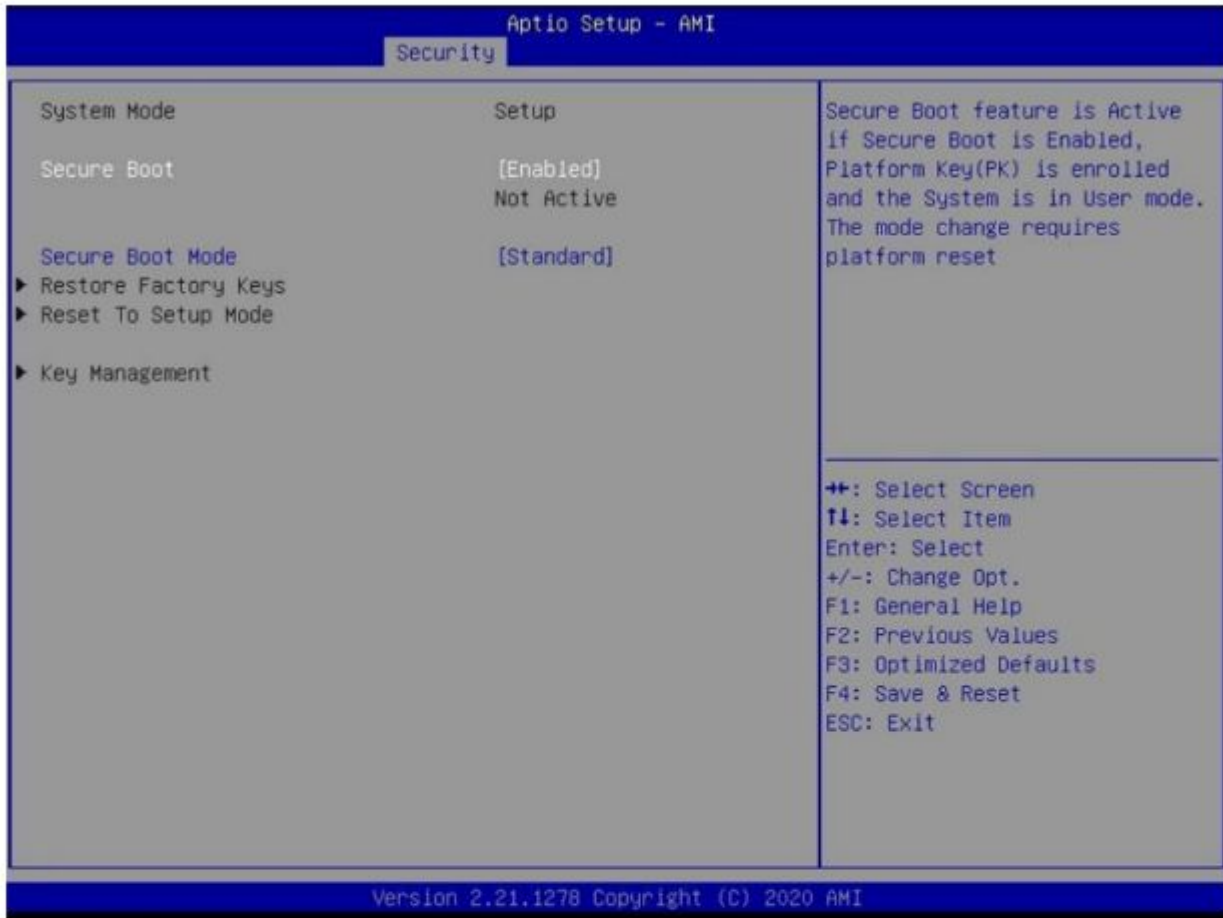 Aptio Setup - AMI
Security
System Mode Setup
Secure Boot [Enabled]
Not Active
Secure Boot Mode [Standard]
Restore Factory Keys
Reset To Setup Mode
Key Management
Secure Boot feature is Active
if Secure Boot is Enabled,
Platform Key(PK) is enrolled
and the System is in User mode.
The mode change requires
platform reset
→←: Select Screen
↑↓: Select Item
Enter: Select
+/-: Change Opt.
F1: General Help
F2: Previous Values
F3: Optimized Defaults
F4: Save & Reset
ESC: Exit
Version 2.21.1278 Copyright (C) 2020 AMI